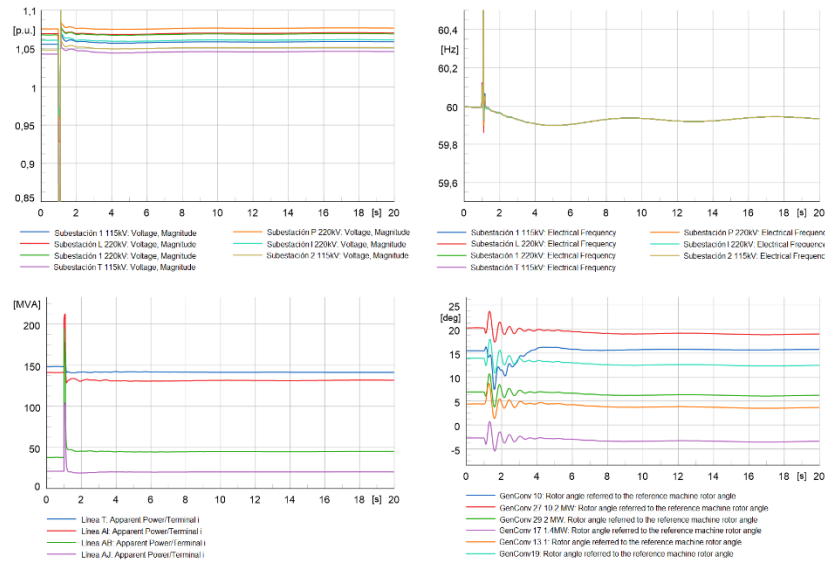 1,1
[p.u.]
1,05
1
0,95
0,9
0,85
0 2 4 6 8 10 12 14 16 18 [s] 20
Subestación 1 115kV: Voltage, Magnitude
Subestación L 220kV: Voltage, Magnitude
Subestación 1 220kV: Voltage, Magnitude
Subestación T 115kV: Voltage, Magnitude
Subestación P 220kV: Voltage, Magnitude
Subestación I 220kV: Voltage, Magnitude
Subestación 2 115kV: Voltage, Magnitude
60,4
[Hz]
60,2
60
59,8
59,6
0 2 4 6 8 10 12 14 16 18 [s] 20
Subestación 1 115kV: Electrical Frequency
Subestación L 220kV: Electrical Frequency
Subestación 1 220kV: Electrical Frequency
Subestación T 115kV: Electrical Frequency
Subestación P 220kV: Electrical Frequency
Subestación I 220kV: Electrical Frequency
Subestación 2 115kV: Electrical Frequency
[MVA]
200
150
100
50
0
0 2 4 6 8 10 12 14 16 [s] 20
Línea T: Apparent Power/Terminal i
Línea AI: Apparent Power/Terminal i
Línea AB: Apparent Power/Terminal i
Línea AJ: Apparent Power/Terminal i
25
[deg]
20
15
10
5
0
-5
0 2 4 6 8 10 12 14 16 [s] 20
GenConv 10: Rotor angle referred to the reference machine rotor angle
GenConv 27 10.2 MW: Rotor angle referred to the reference machine rotor angle
GenConv 29 2 MW: Rotor angle referred to the reference machine rotor angle
GenConv 17 1.4MW: Rotor angle referred to the reference machine rotor angle
GenConv 13.1: Rotor angle referred to the reference machine rotor angle
GenConv19: Rotor angle referred to the reference machine rotor angle